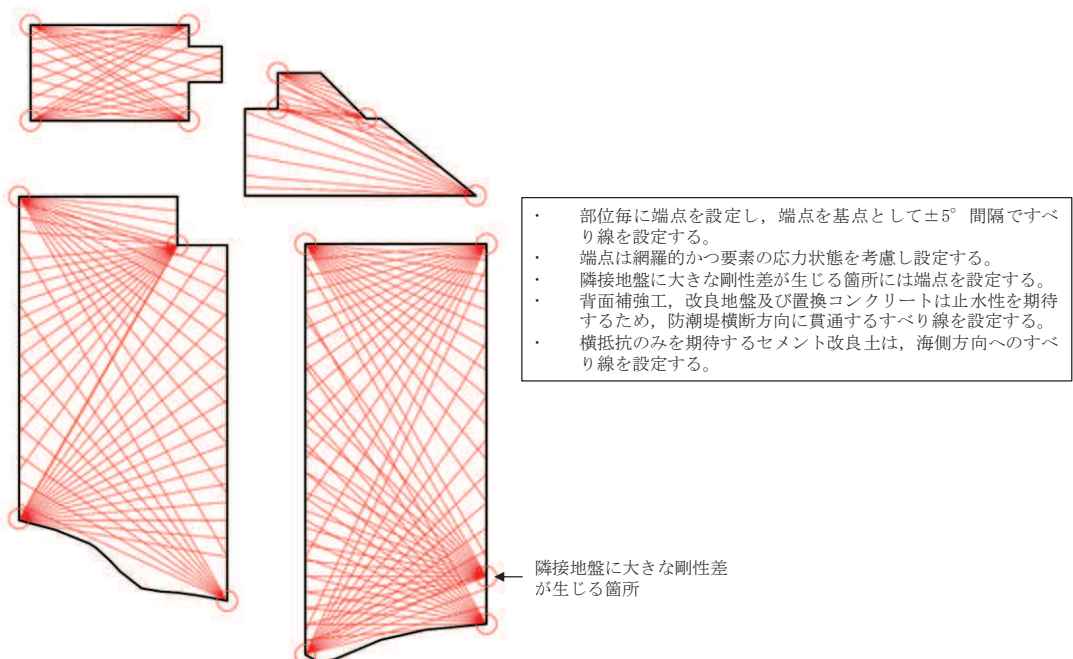 ・ 部位毎に端点を設定し，端点を基点として±5° 間隔ですべ
り線を設定する。
・ 端点は網羅的かつ要素の応力状態を考慮し設定する。
・ 隣接地盤に大きな剛性差が生じる箇所には端点を設定する。
・ 背面補強工，改良地盤及び置換コンクリートは止水性を期待
するため，防潮堤横断方向に貫通するすべり線を設定する。
・ 横抵抗のみを期待するセメント改良土は，海側方向へのすべ
り線を設定する。
隣接地盤に大きな剛性差
が生じる箇所